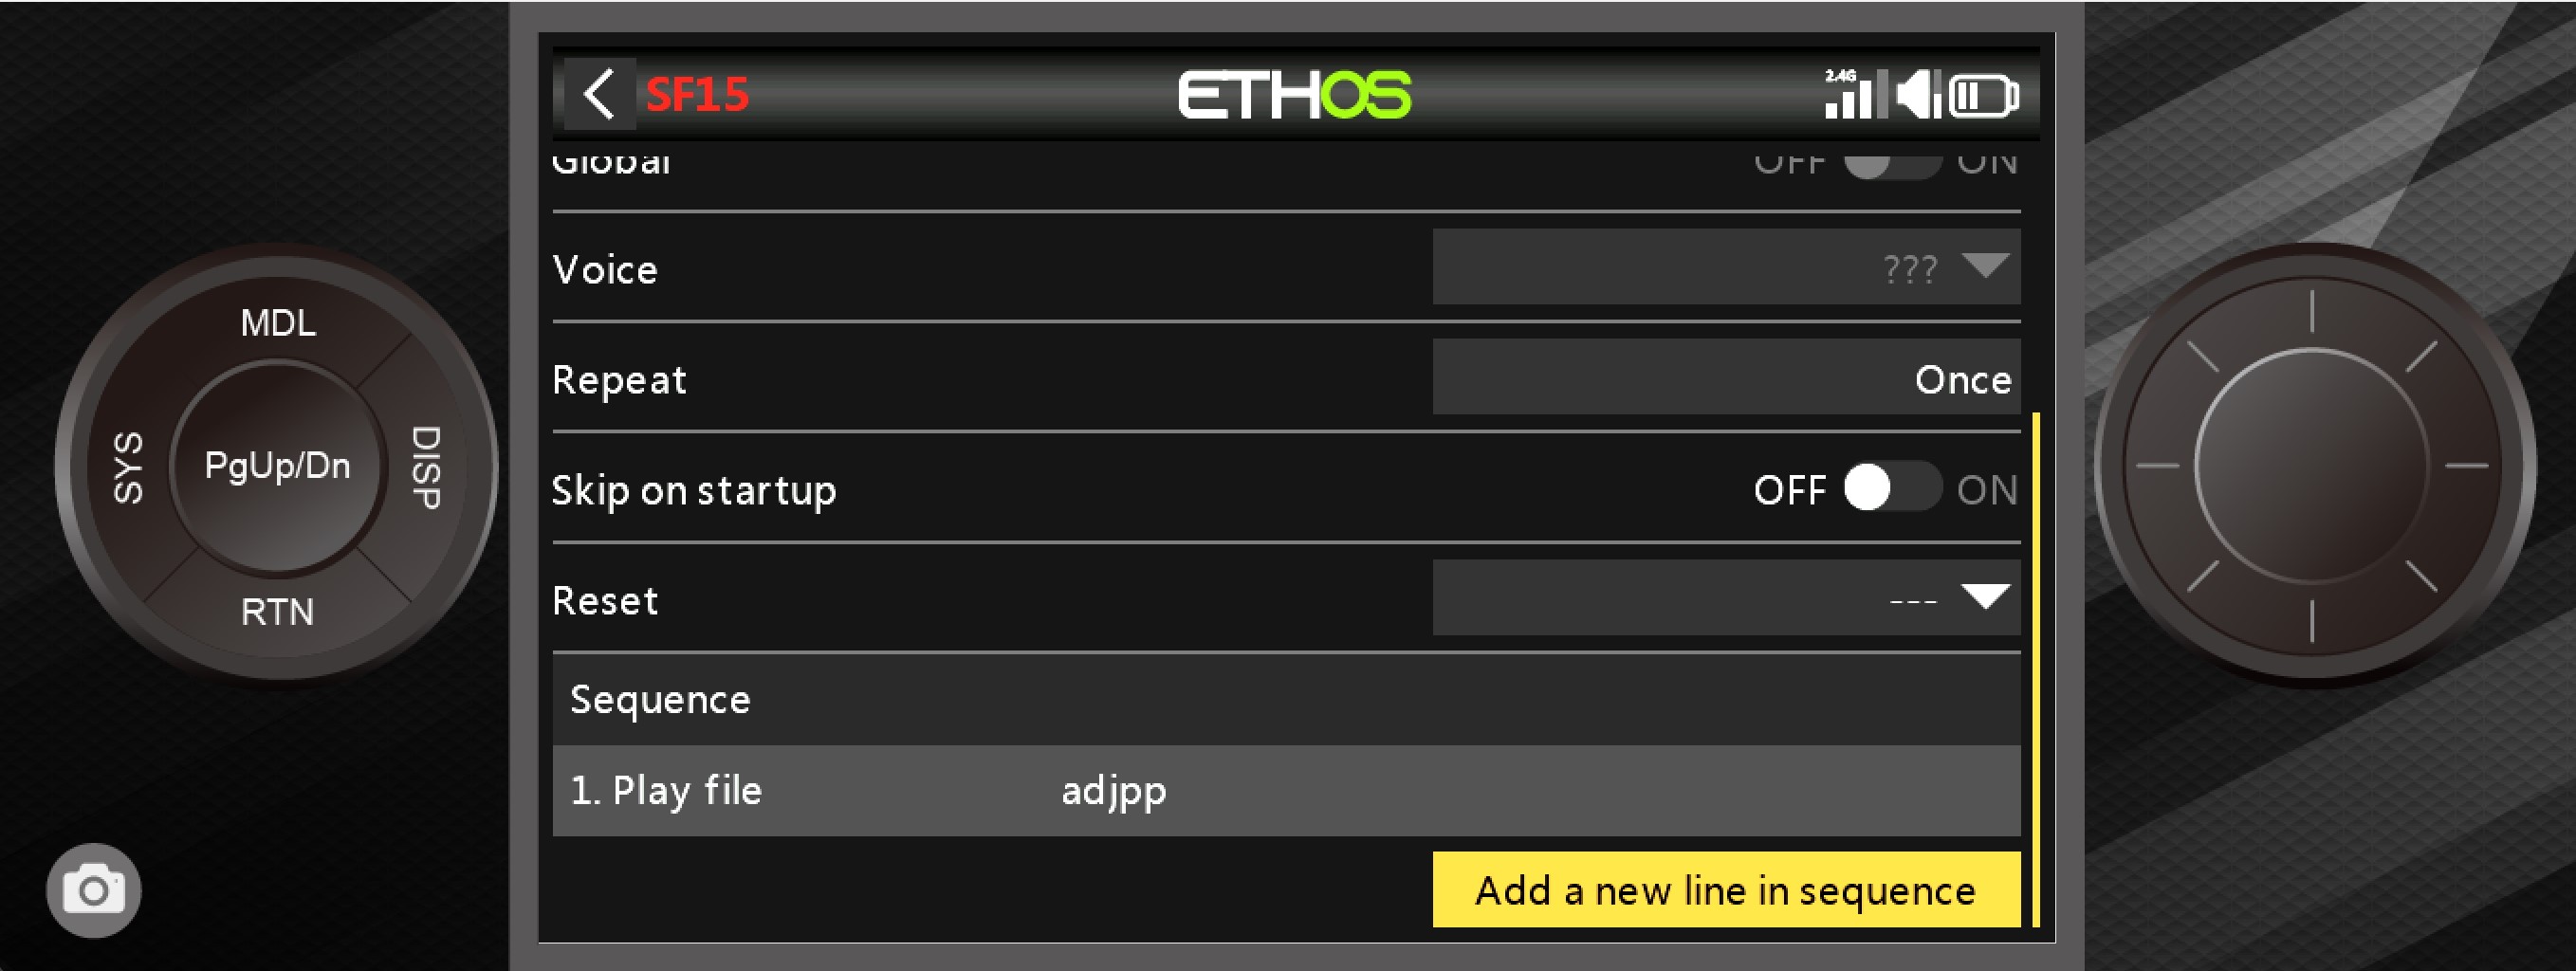 SF15
ETHOS
2.4G
Global
OFF ON
Voice
???
Repeat
Once
Skip on startup
OFF ON
Reset
---
Sequence
1. Play file adjpp
Add a new line in sequence
MDL
SYS
PgUp/Dn
DISP
RTN